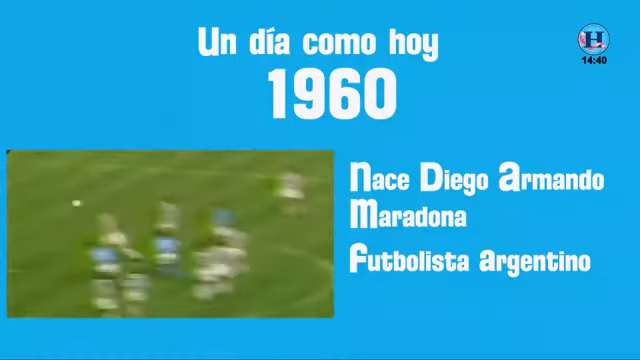 Un día como hoy
1960
H
14:40
Nace Diego Armando
Maradona
Futbolista argentino